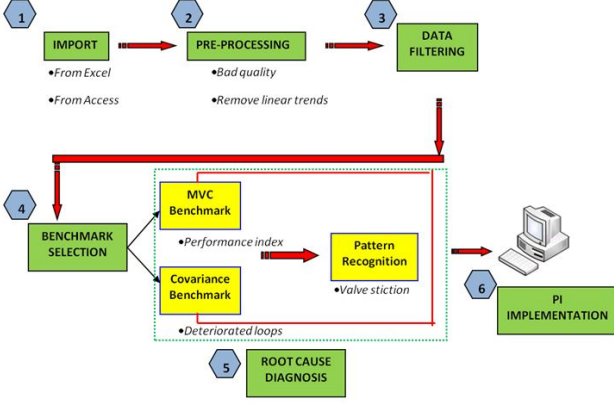 1
IMPORT
•From Excel
•From Access
2
PRE-PROCESSING
•Bad quality
•Remove linear trends
3
DATA
FILTERING
4
BENCHMARK
SELECTION
MVC
Benchmark
•Performance index
Covariance
Benchmark
•Deteriorated loops
Pattern
Recognition
•Valve stiction
5
ROOT CAUSE
DIAGNOSIS
6
PI
IMPLEMENTATION